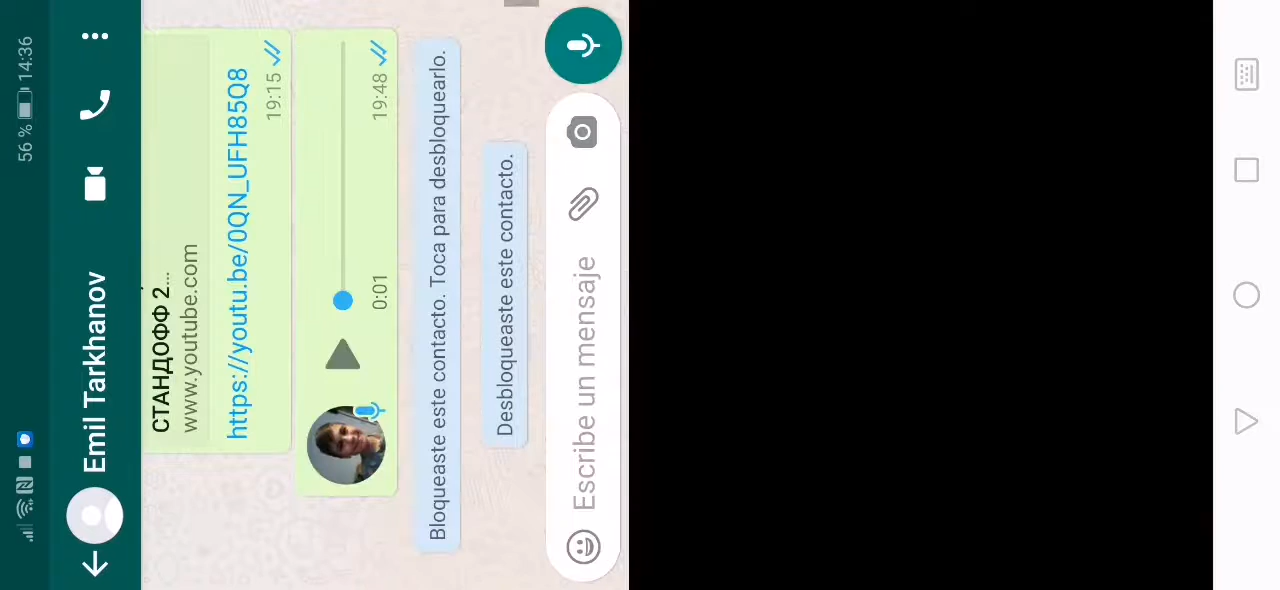 56 % 14:36
Emil Tarkhanov
СТАНДОФФ 2...
www.youtube.com
https://youtu.be/0QN_UFH85Q8
19:15
0:01
19:48
Bloqueaste este contacto. Toca para desbloquearlo.
Desbloqueaste este contacto.
Escribe un mensaje